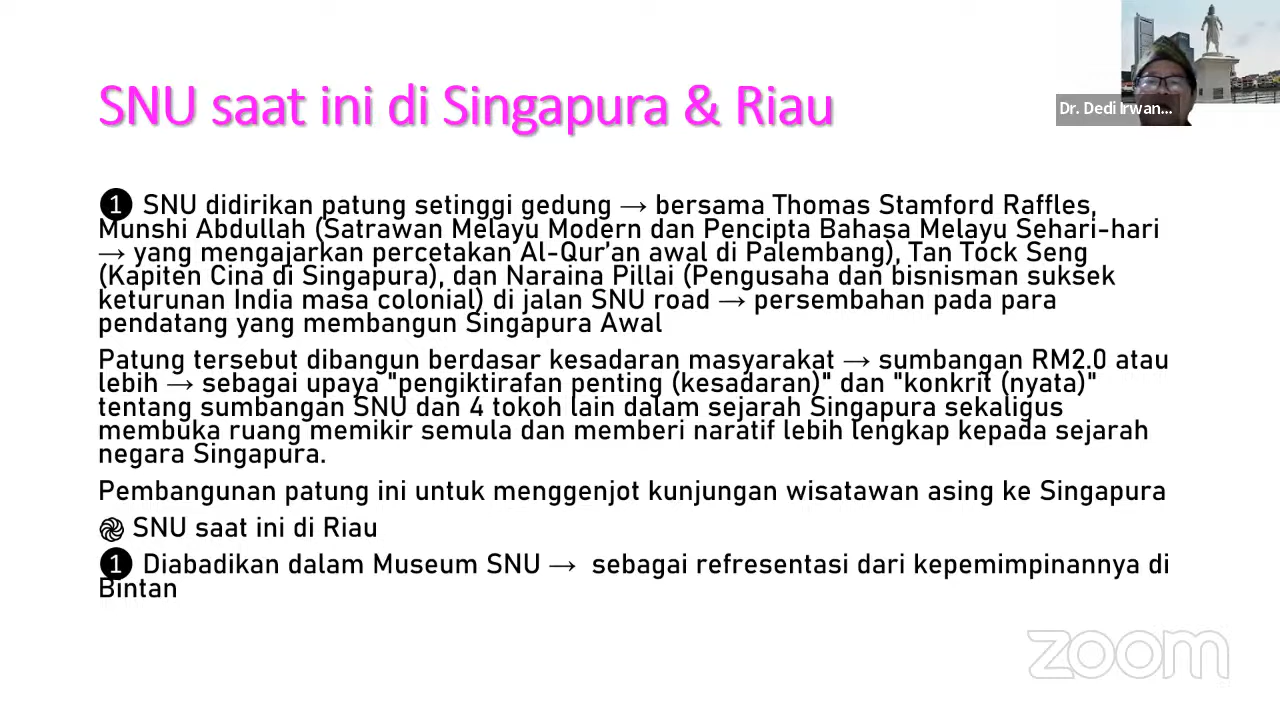 SNU saat ini di Singapura & Riau
Dr. Dedi Irwan...
❶ SNU didirikan patung setinggi gedung → bersama Thomas Stamford Raffles,
Munshi Abdullah (Satrawan Melayu Modern dan Pencipta Bahasa Melayu Sehari-hari
→ yang mengajarkan percetakan Al-Qur’an awal di Palembang), Tan Tock Seng
(Kapiten Cina di Singapura), dan Naraina Pillai (Pengusaha dan bisnisman suksek
keturunan India masa colonial) di jalan SNU road → persembahan pada para
pendatang yang membangun Singapura Awal
Patung tersebut dibangun berdasar kesadaran masyarakat → sumbangan RM2.0 atau
lebih → sebagai upaya "pengiktirafan penting (kesadaran)" dan "konkrit (nyata)"
tentang sumbangan SNU dan 4 tokoh lain dalam sejarah Singapura sekaligus
membuka ruang memikir semula dan memberi naratif lebih lengkap kepada sejarah
negara Singapura.
Pembangunan patung ini untuk menggenjot kunjungan wisatawan asing ke Singapura
֎ SNU saat ini di Riau
❶ Diabadikan dalam Museum SNU → sebagai refresentasi dari kepemimpinannya di
Bintan
zoom